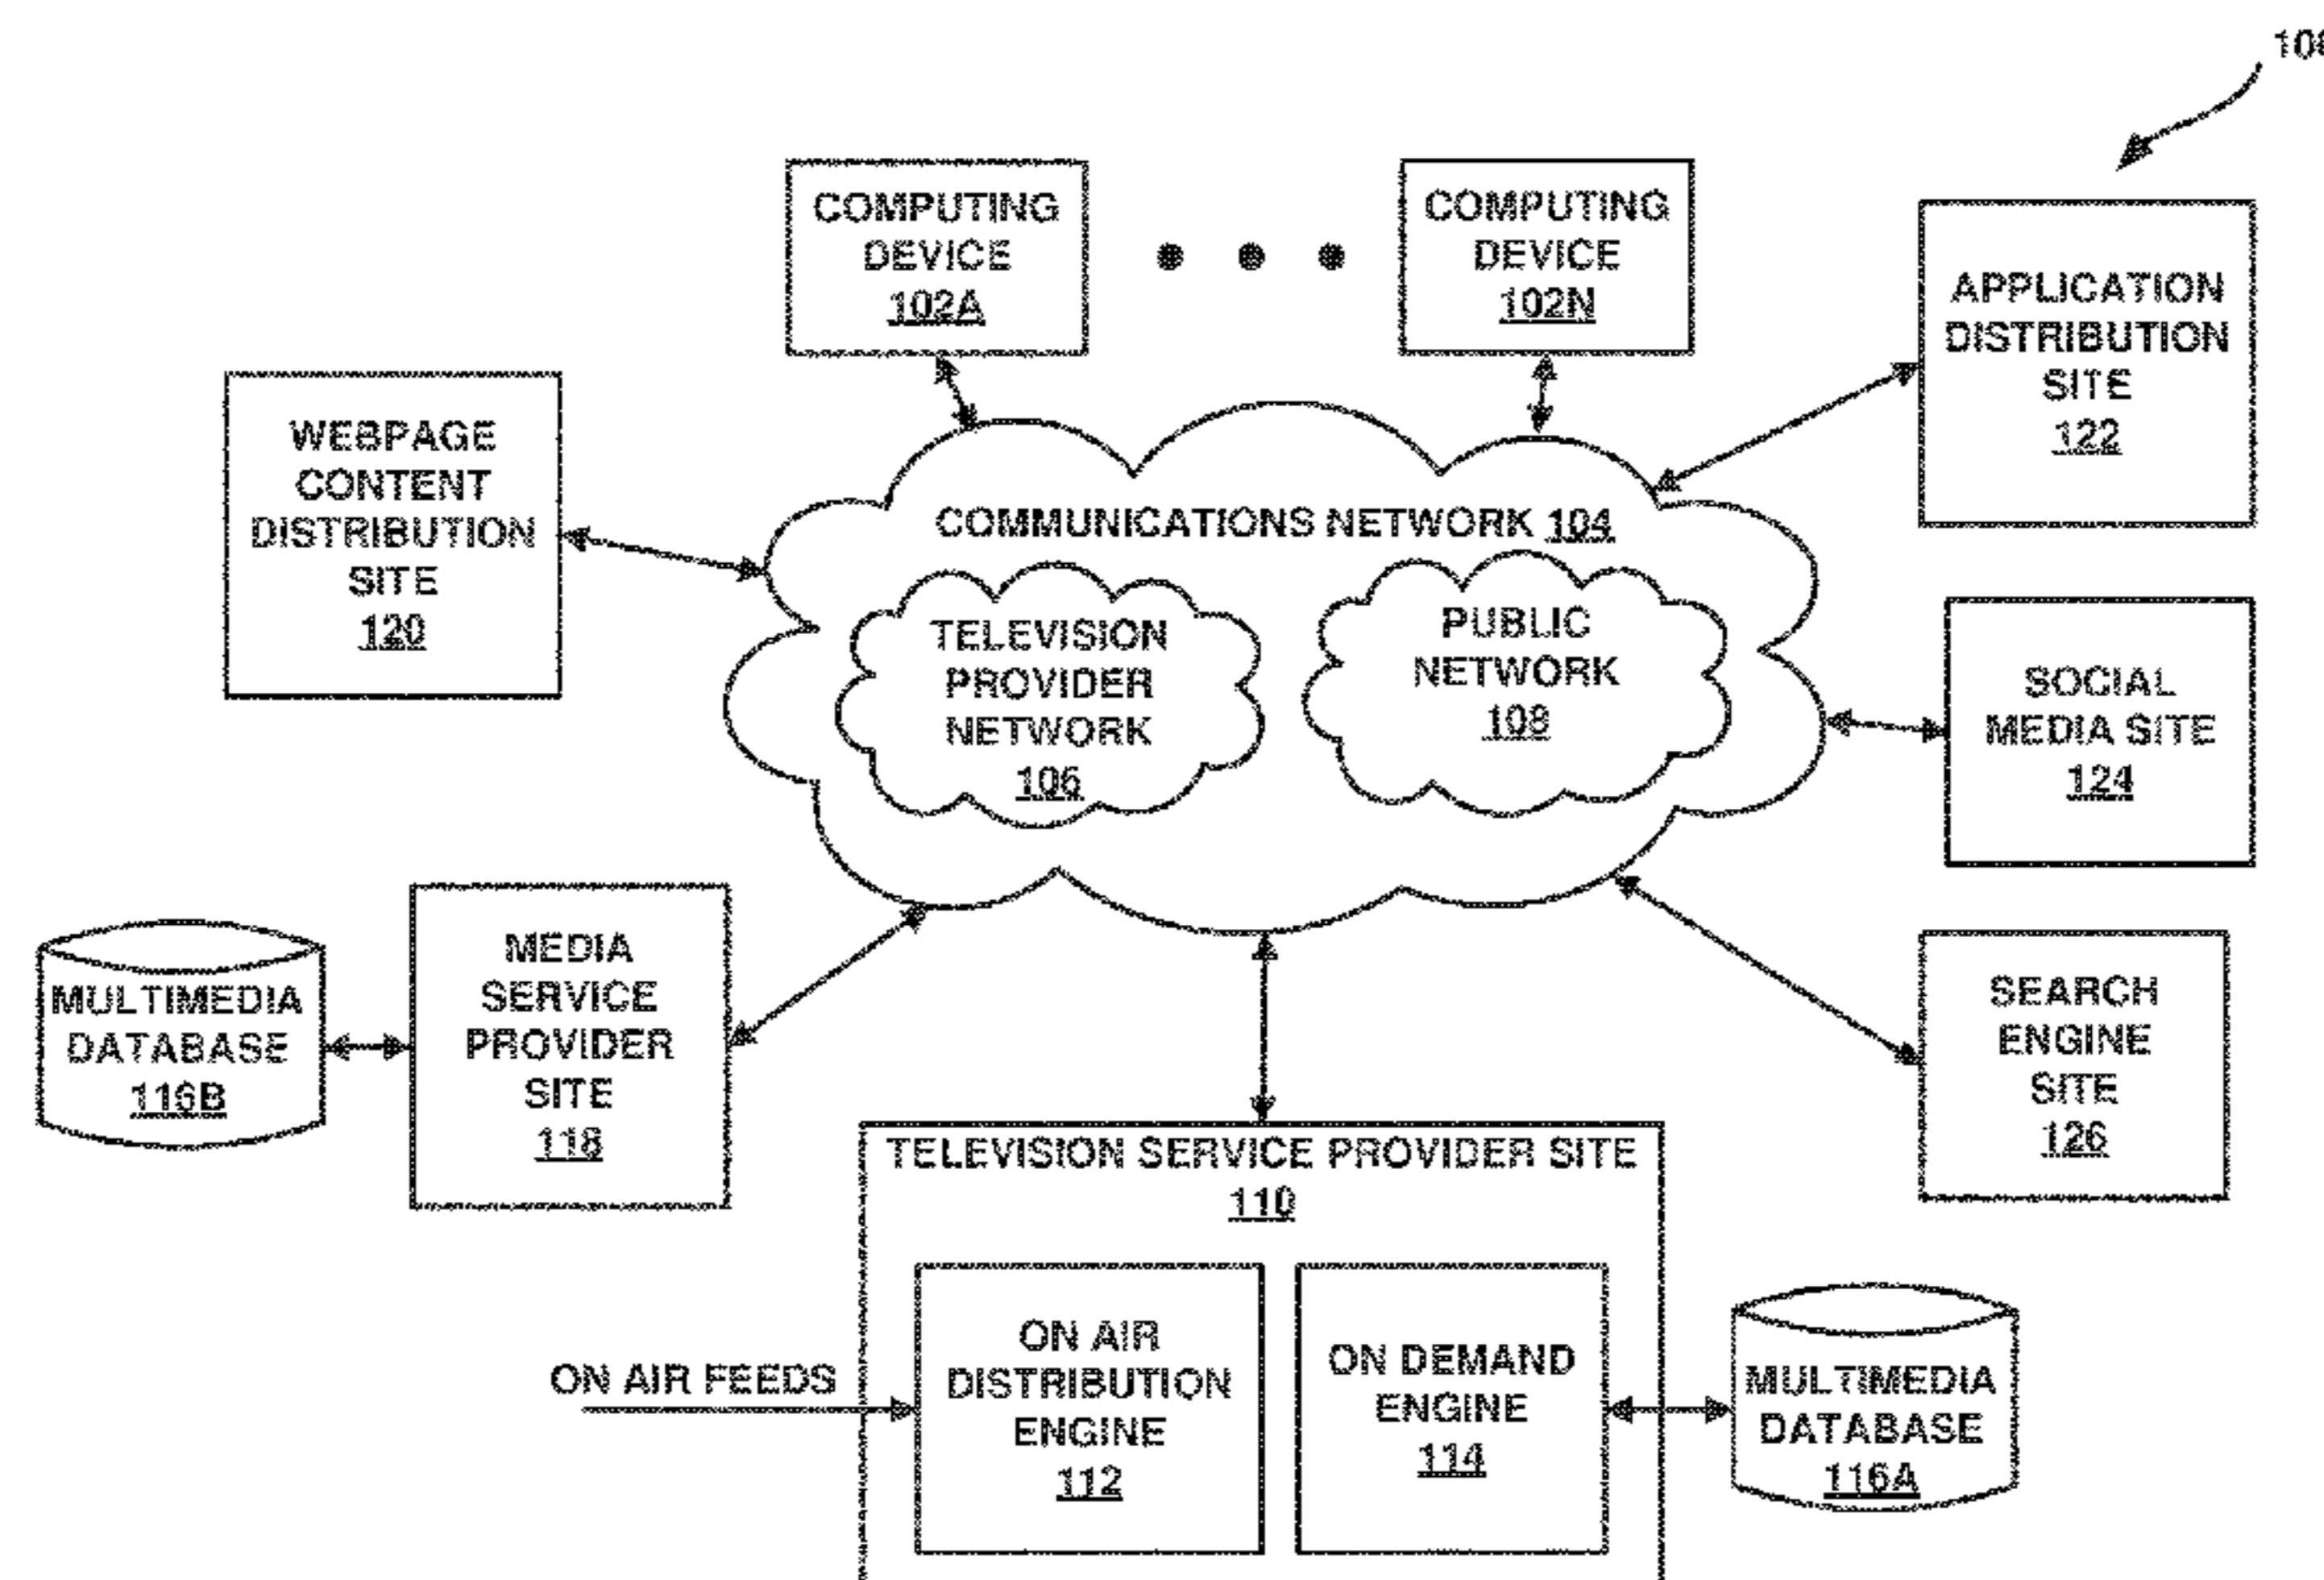 COMPUTING
DEVICE
102A
COMPUTING
DEVICE
102N
APPLICATION
DISTRIBUTION
SITE
122
WEBPAGE
CONTENT
DISTRIBUTION
SITE
120
COMMUNICATIONS NETWORK 104
TELEVISION
PROVIDER
NETWORK
106
PUBLIC
NETWORK
108
SOCIAL
MEDIA SITE
124
MULTIMEDIA
DATABASE
116B
MEDIA
SERVICE
PROVIDER
SITE
118
SEARCH
ENGINE
SITE
126
TELEVISION SERVICE PROVIDER SITE
110
ON AIR FEEDS
ON AIR
DISTRIBUTION
ENGINE
112
ON DEMAND
ENGINE
114
MULTIMEDIA
DATABASE
116A